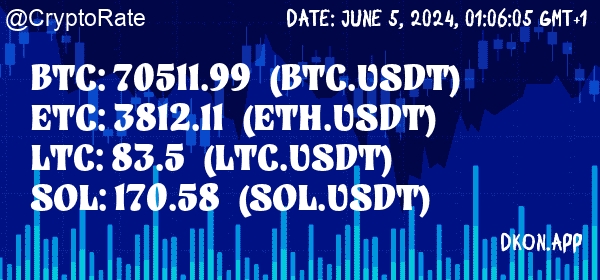 @CryptoRate
DATE: JUNE 5, 2024, 01:06:05 GMT+1
BTC: 70511.99 (BTC.USDT)
ETC: 3812.11 (ETH.USDT)
LTC: 83.5 (LTC.USDT)
SOL: 170.58 (SOL.USDT)
DKON.APP